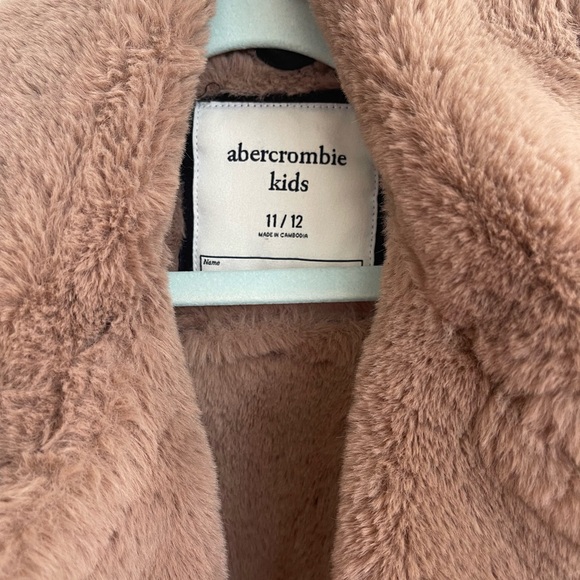 abercrombie
kids
11 / 12
MADE IN CAMBODIA
Name